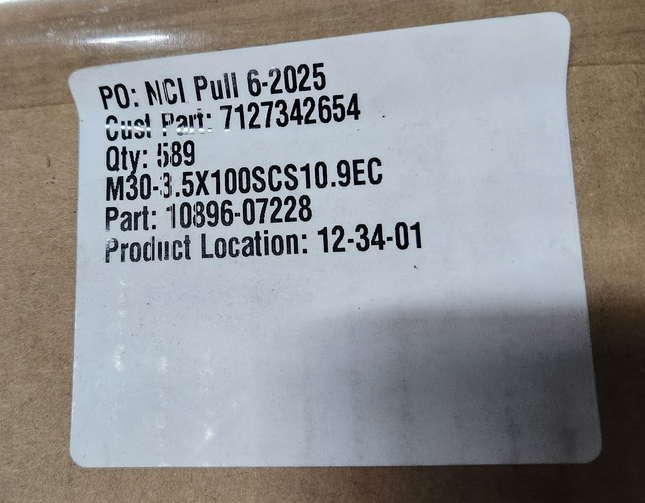 PO: NCI Pull 6-2025
Cust Part: 7127342654
Qty: 589
M30-3.5X100SCS10.9EC
Part: 10896-07228
Product Location: 12-34-01